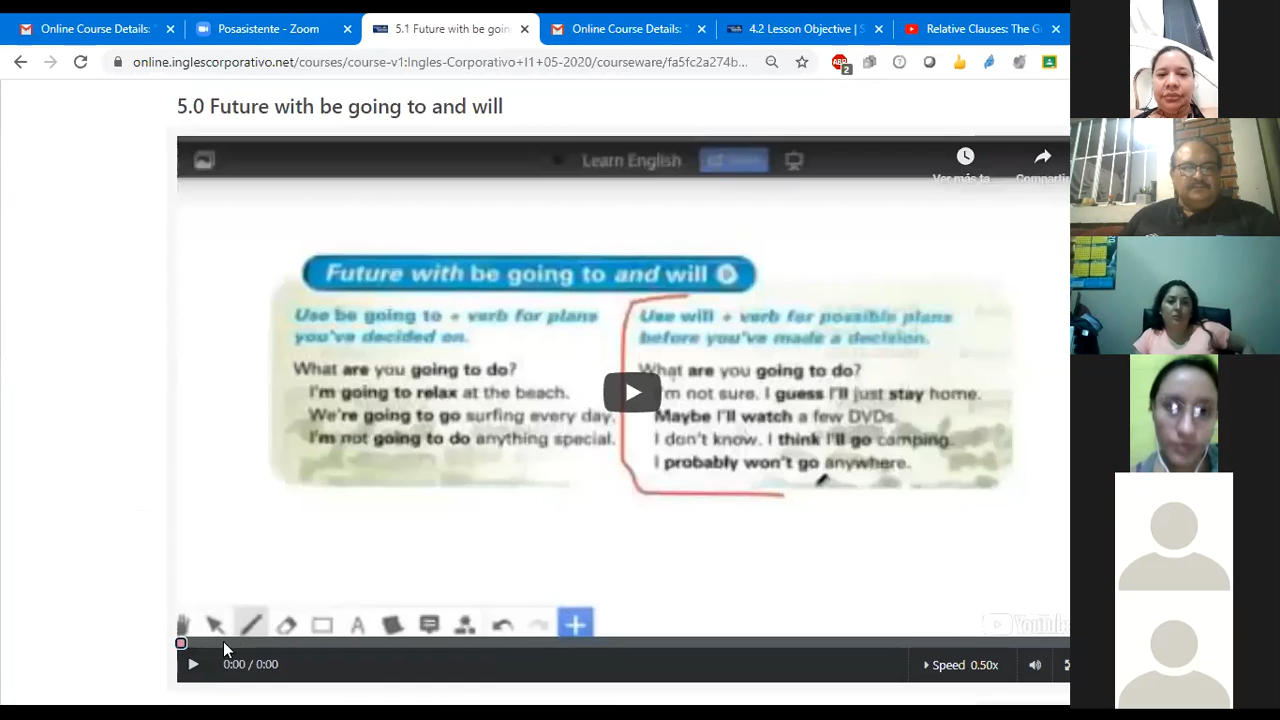 Online Course Details:
Posasistente - Zoom
5.1 Future with be goin
Online Course Details:
4.2 Lesson Objective | S
Relative Clauses: The G
online.inglescorporativo.net/courses/course-v1:Ingles-Corporativo+I1+05-2020/courseware/fa5fc2a274b...
ABP
2
5.0 Future with be going to and will
Learn English
Ver más ta
Compartir
Future with be going to and will
Use be going to + verb for plans
you've decided on.
What are you going to do?
I'm going to relax at the beach.
We're going to go surfing every day.
I'm not going to do anything special.
Use will + verb for possible plans
before you've made a decision.
What are you going to do?
I'm not sure. I guess I'll just stay home.
Maybe I'll watch a few DVDs.
I don't know. I think I'll go camping.
I probably won't go anywhere.
A
YouTube
0:00 / 0:00
Speed 0.50x